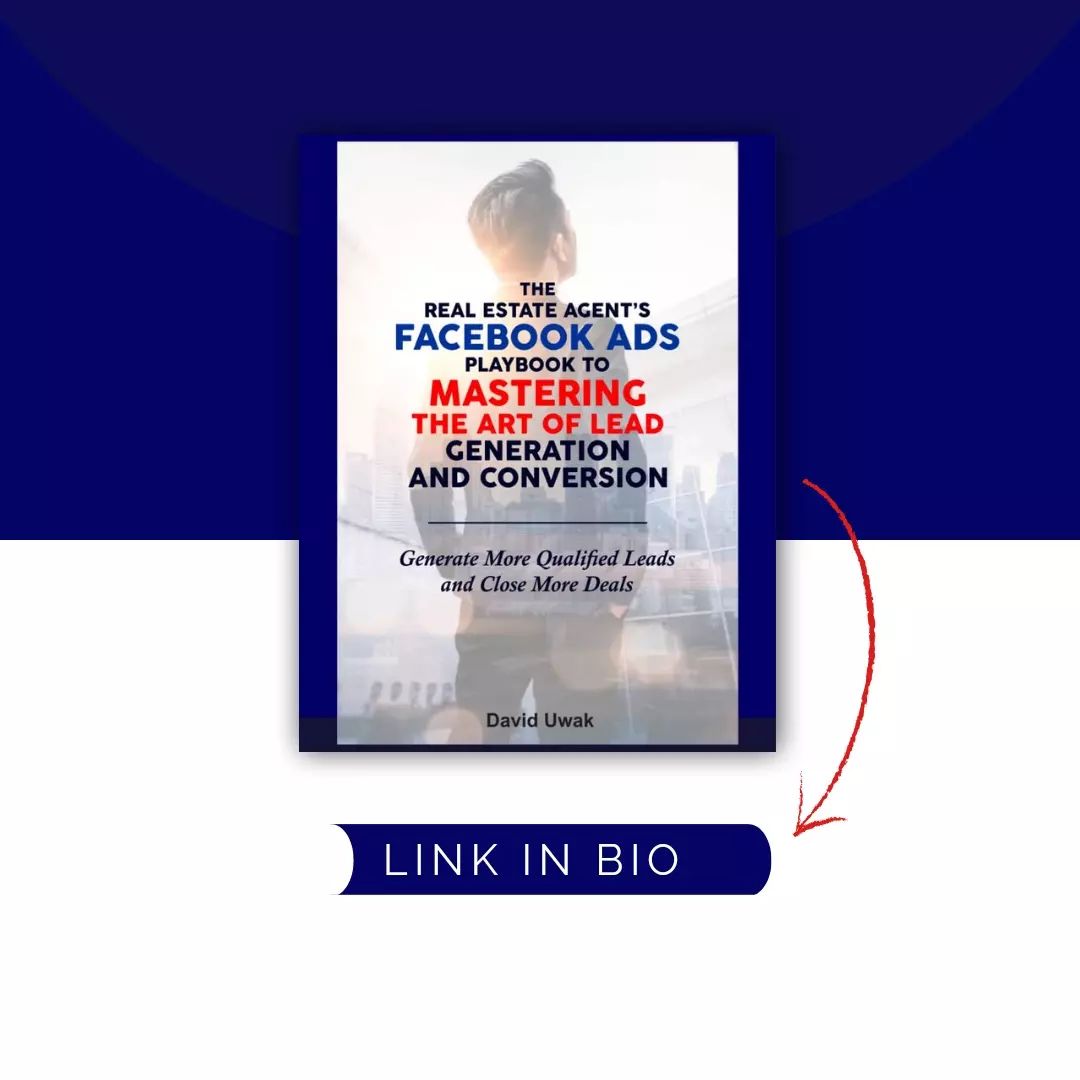 THE
REAL ESTATE AGENT'S
FACEBOOK ADS
PLAYBOOK TO
MASTERING
THE ART OF LEAD
GENERATION
AND CONVERSION
Generate More Qualified Leads
and Close More Deals
David Uwak
LINK IN BIO